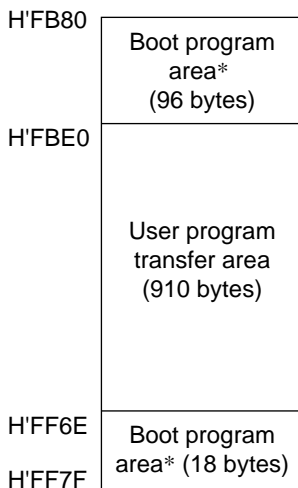 H'FB80
Boot program
area*
(96 bytes)
H'FBE0
User program
transfer area
(910 bytes)
H'FF6E
Boot program
area* (18 bytes)
H'FF7F